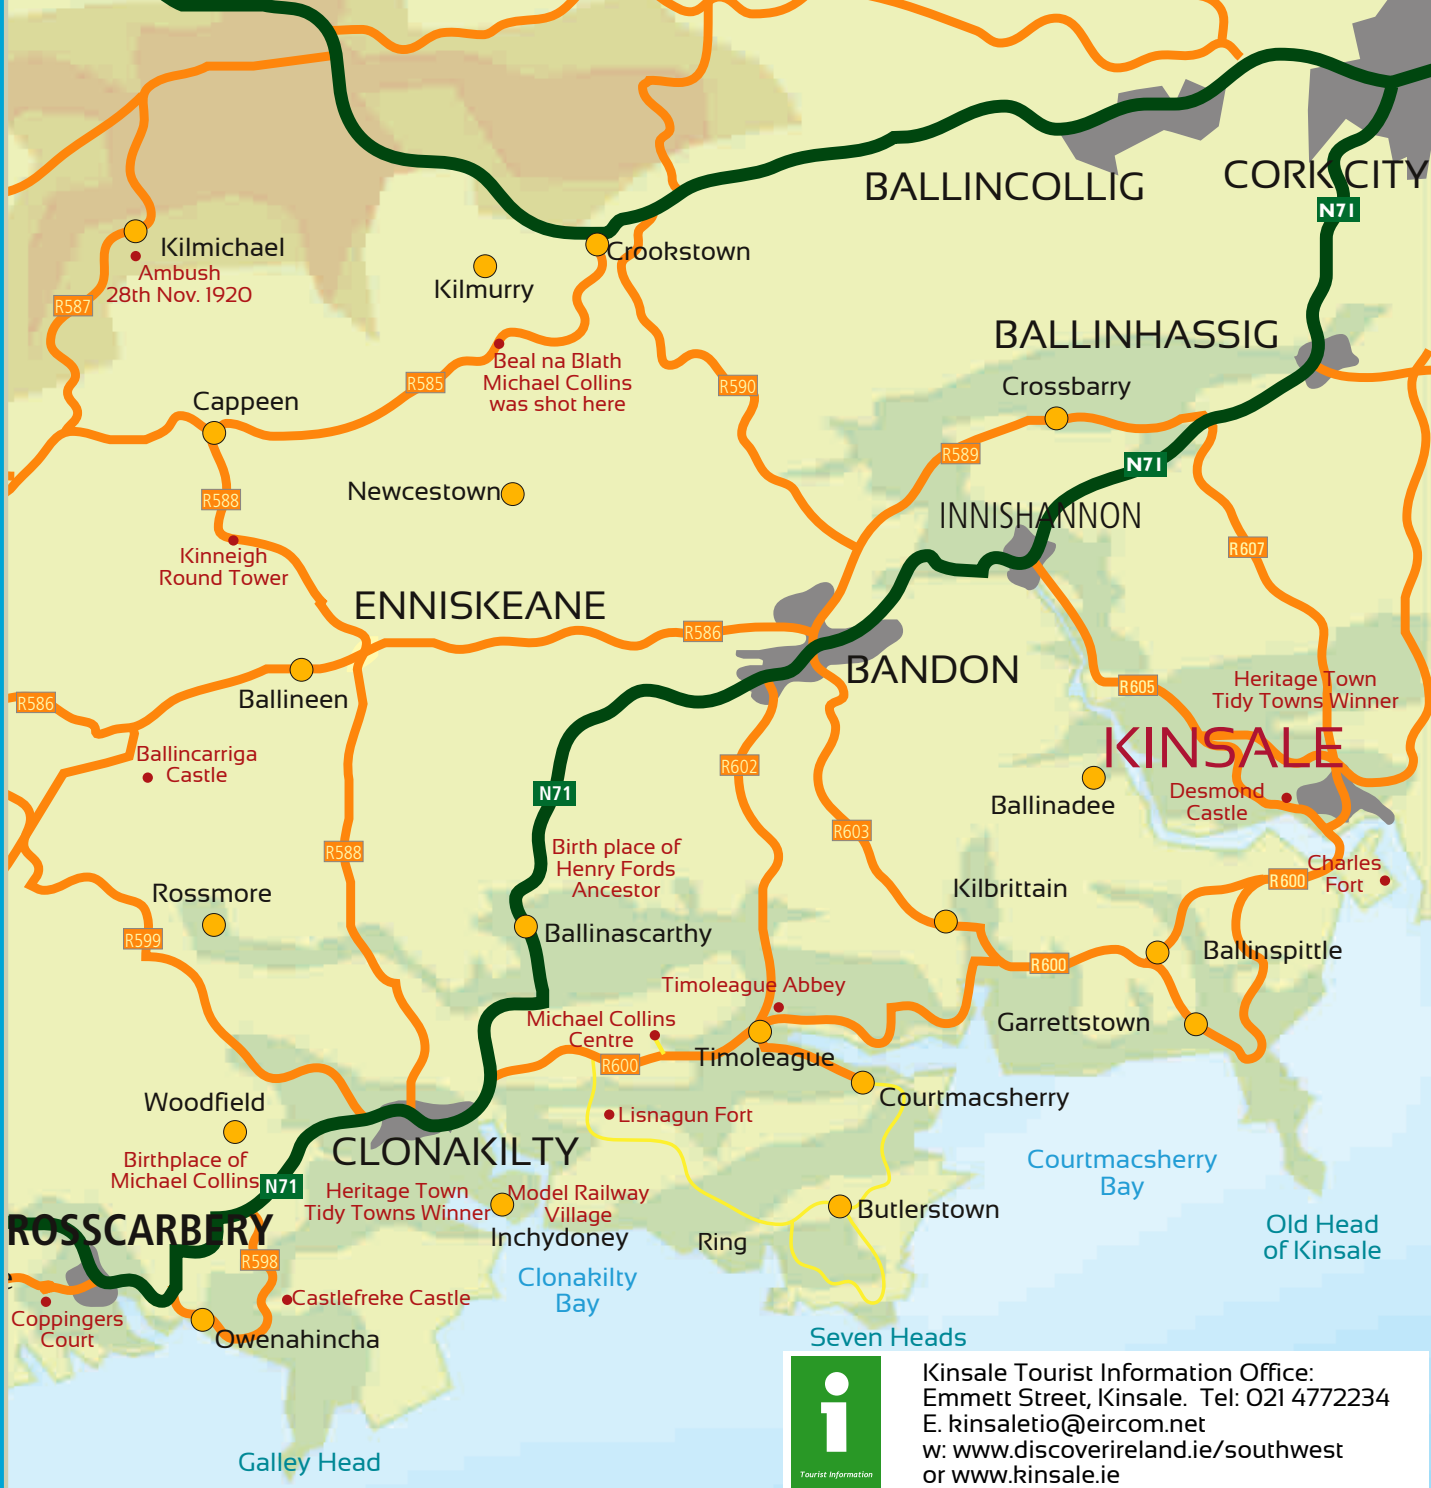 BALLINCOLLIG
CORK CITY
N71
Kilmichael
Ambush
28th Nov. 1920
R587
Crookstown
Kilmurry
Beal na Blath
Michael Collins
was shot here
R585
R590
BALLINHASSIG
Crossbarry
R589
N71
Cappeen
R588
Newcestown
INNISHANNON
Kinneigh
Round Tower
R607
ENNISKEANE
R586
BANDON
Ballineen
R586
R605
Heritage Town
Tidy Towns Winner
KINSALE
Ballincarriga
Castle
R602
N71
Ballinadee
Desmond
Castle
R603
R588
Birth place of
Henry Fords
Ancestor
Charles
Fort
R600
Rossmore
Kilbrittain
R599
Ballinascarthy
Ballinspittle
R600
Timoleague Abbey
Michael Collins
Centre
Garrettstown
R600
Timoleague
Courtmacsherry
Woodfield
Lisnagun Fort
Birthplace of
Michael Collins
N71
CLONAKILTY
Heritage Town
Tidy Towns Winner
Model Railway
Village
Inchydoney
Courtmacsherry
Bay
Butlerstown
Ring
Old Head
of Kinsale
ROSSCARBERY
R598
Clonakilty
Bay
e
Castlefreke Castle
Coppingers
Court
Owenahincha
Seven Heads
Galley Head
i
Tourist Information
Kinsale Tourist Information Office:
Emmett Street, Kinsale. Tel: 021 4772234
E. kinsaletio@eircom.net
w: www.discoverireland.ie/southwest
or www.kinsale.ie